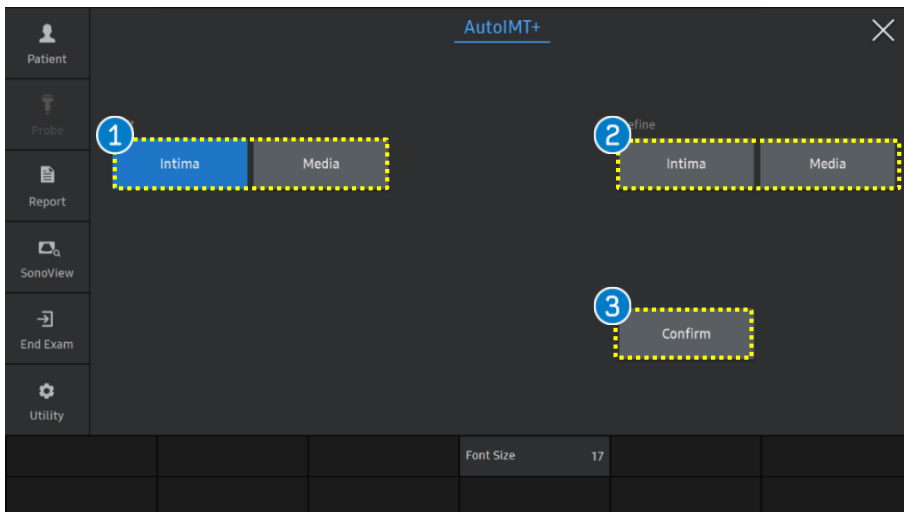 AutoIMT+
Patient
Probe
1
2
efine
Intima
Media
Intima
Media
Report
SonoView
3
Confirm
End Exam
Utility
Font Size 17